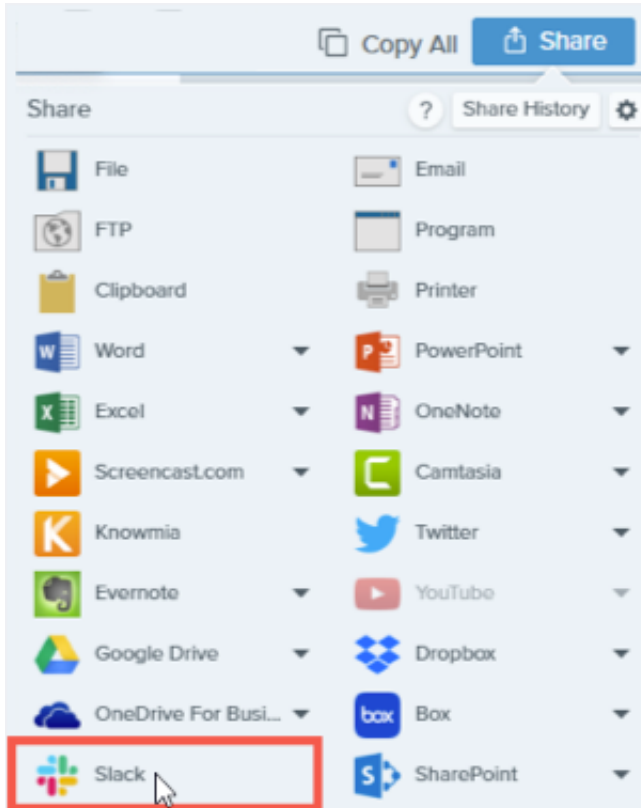 Copy All Share
Share ? Share History
File Email
FTP Program
Clipboard Printer
W Word P PowerPoint
X Excel N OneNote
Screencast.com C Camtasia
K Knowmia Twitter
Evernote YouTube
Google Drive Dropbox
OneDrive For Busi... box Box
Slack S SharePoint